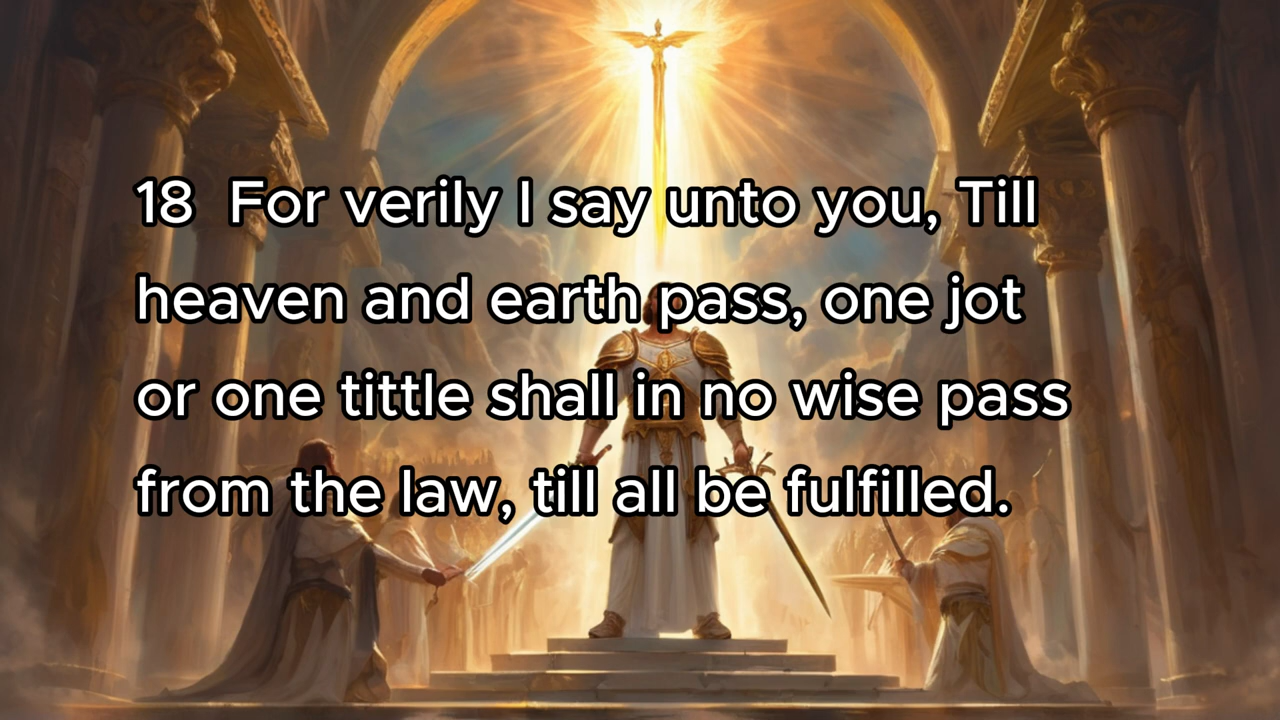 18 For verily I say unto you, Till
heaven and earth pass, one jot
or one tittle shall in no wise pass
from the law, till all be fulfilled.